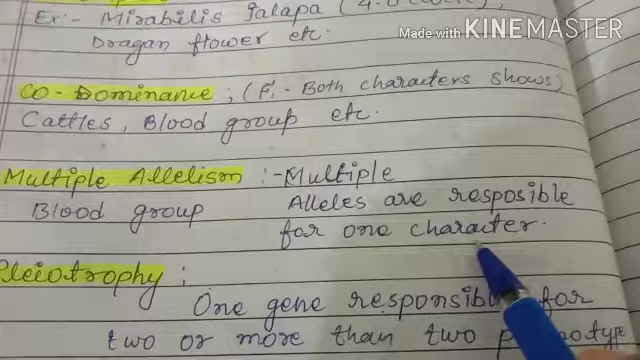 Ex:- Mirabilis Jalapa (4.0'clock),
Dragan flower etc.
Made with KINEMASTER
Co-Dominance ; (F1 - Both characters shows)
Cattles, Blood group etc.
Multiple Allelism :- Multiple
Blood group Alleles are resposible
for one character.
Pleiotrophy ;
One gene responsible for
two or more than two